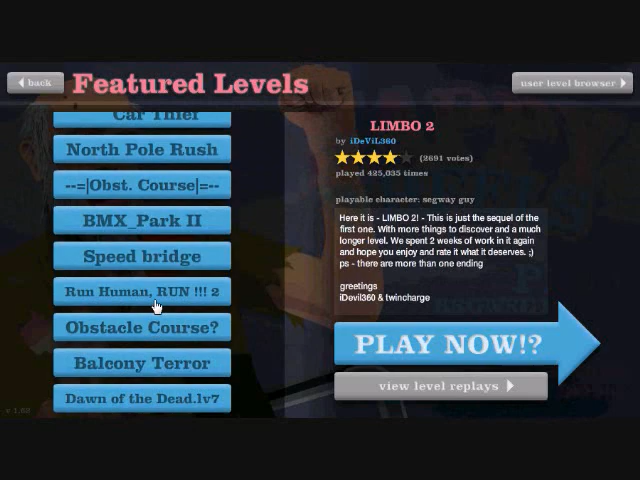 back
Featured Levels
user level browser
Car Thief
North Pole Rush
--=|Obst. Course|=--
BMX_Park II
Speed bridge
Run Human, RUN !!! 2
Obstacle Course?
Balcony Terror
Dawn of the Dead.lv7
LIMBO 2
by iDeViL360
(2691 votes)
played 425,035 times
playable character: segway guy
Here it is - LIMBO 2! - This is just the sequel of the
first one. With more things to discover and a much
longer level. We spent 2 weeks of work in it again
and hope you enjoy and rate it what it deserves. ;)
ps - there are more than one ending
greetings
iDevil360 & twincharge
PLAY NOW!?
view level replays